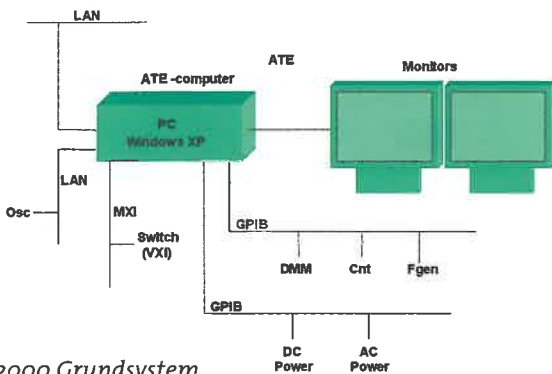 LAN
ATE
ATE -computer
Monitors
PC
Windows XP
LAN
Osc
MXI
Switch
(VXI)
GPIB
DMM
Cnt
Fgen
GPIB
DC
Power
AC
Power
2000 Grundsystem